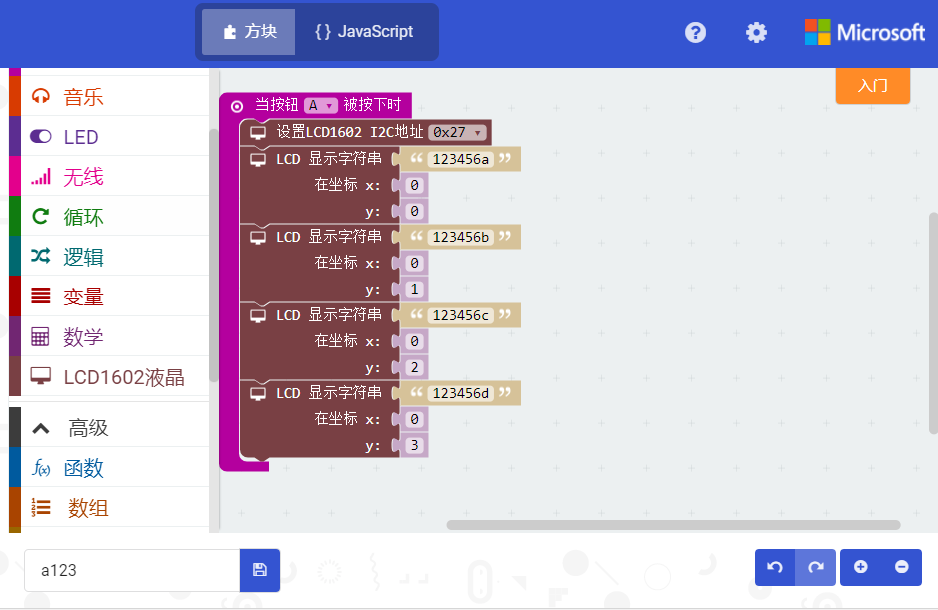 方块
{ } JavaScript
?
Microsoft
入门
音乐
LED
无线
循环
逻辑
变量
数学
LCD1602液晶
高级
f(x) 函数
数组
当按钮 A 被按下时
设置LCD1602 I2C地址 0x27
LCD 显示字符串 “ 123456a ”
在坐标 x: 0
y: 0
LCD 显示字符串 “ 123456b ”
在坐标 x: 0
y: 1
LCD 显示字符串 “ 123456c ”
在坐标 x: 0
y: 2
LCD 显示字符串 “ 123456d ”
在坐标 x: 0
y: 3
a123